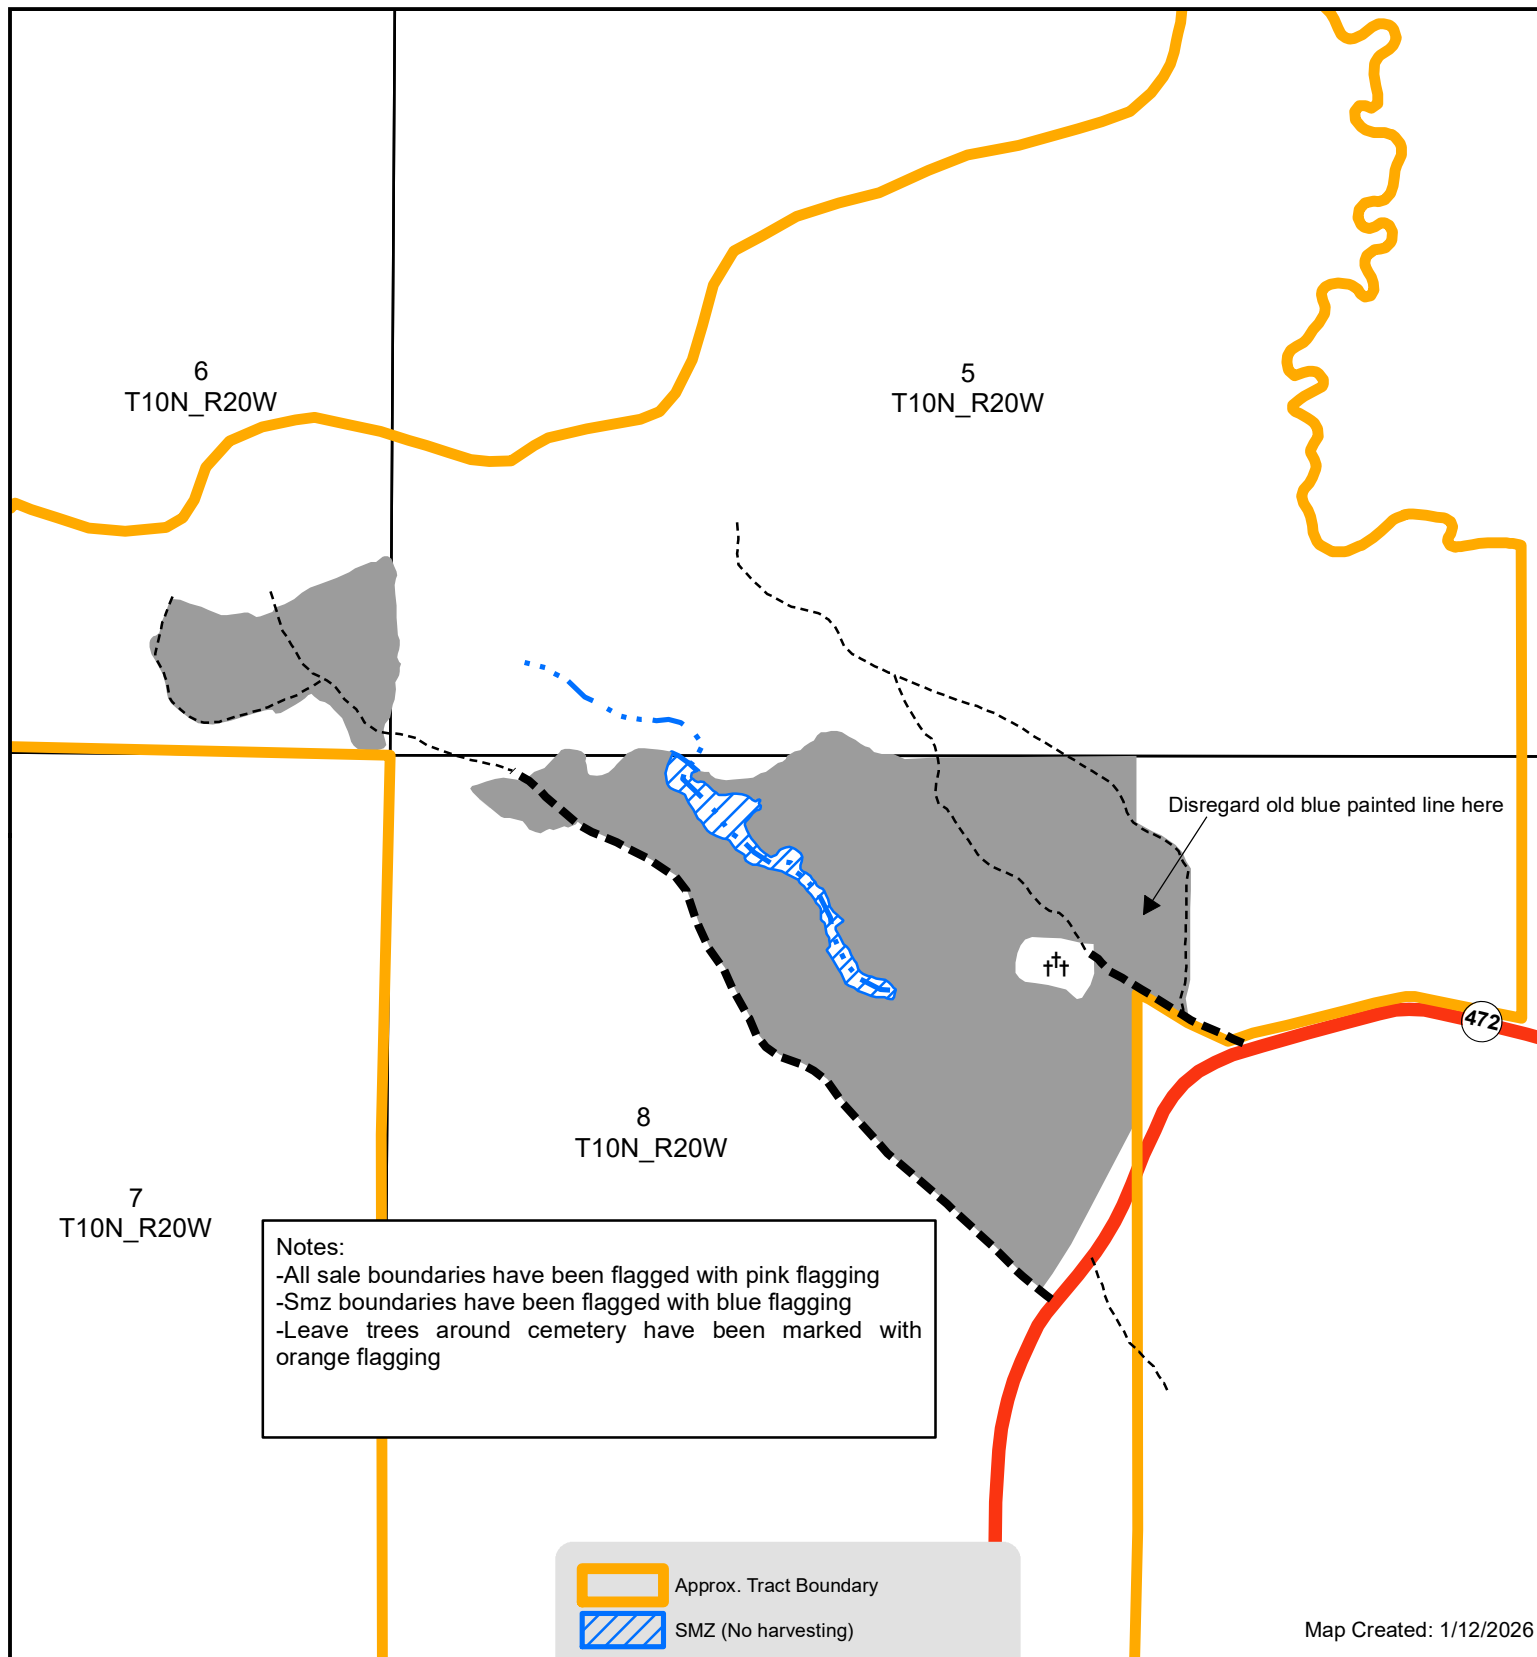 6
T10N_R20W
5
T10N_R20W
Disregard old blue painted line here
472
8
T10N_R20W
7
T10N_R20W
Notes:
-All sale boundaries have been flagged with pink flagging
-Smz boundaries have been flagged with blue flagging
-Leave trees around cemetery have been marked with
orange flagging
Approx. Tract Boundary
SMZ (No harvesting)
Map Created: 1/12/2026